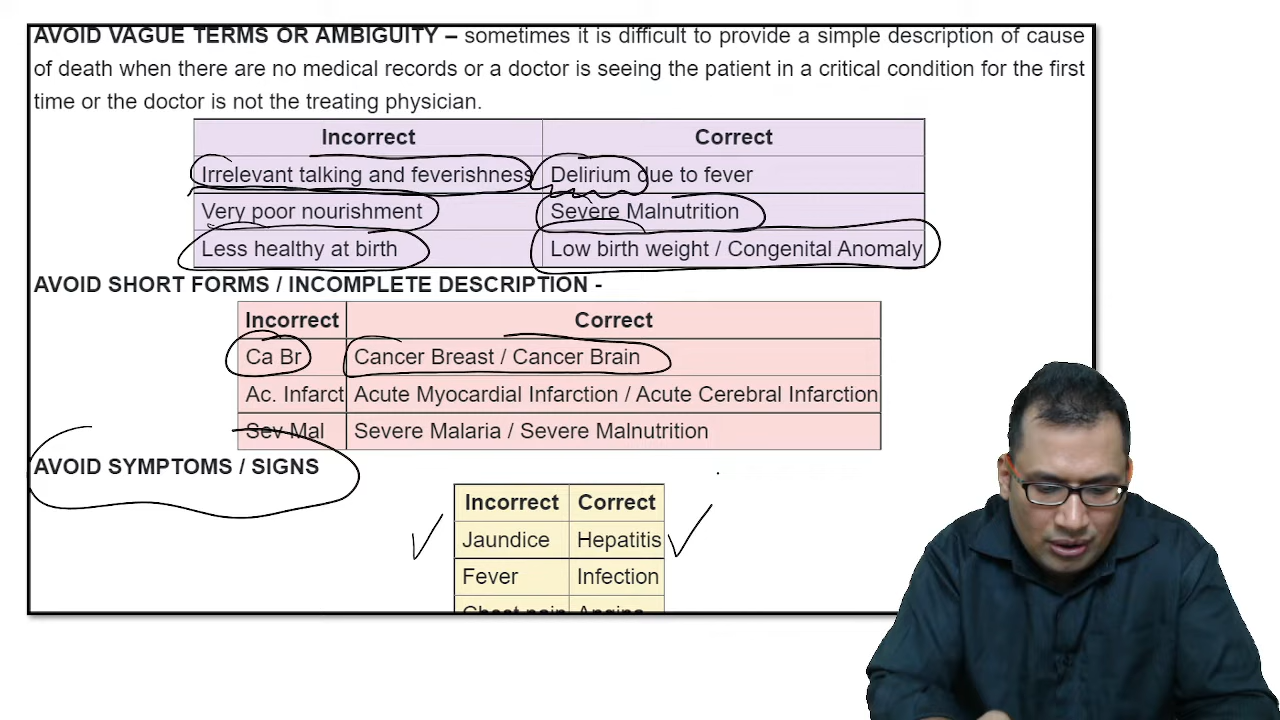 AVOID VAGUE TERMS OR AMBIGUITY – sometimes it is difficult to provide a simple description of cause
of death when there are no medical records or a doctor is seeing the patient in a critical condition for the first
time or the doctor is not the treating physician.
Incorrect Correct
Irrelevant talking and feverishness Delirium due to fever
Very poor nourishment Severe Malnutrition
Less healthy at birth Low birth weight / Congenital Anomaly
AVOID SHORT FORMS / INCOMPLETE DESCRIPTION -
Incorrect Correct
Ca Br Cancer Breast / Cancer Brain
Ac. Infarct Acute Myocardial Infarction / Acute Cerebral Infarction
Sev Mal Severe Malaria / Severe Malnutrition
AVOID SYMPTOMS / SIGNS
Incorrect Correct
Jaundice Hepatitis
Fever Infection
Chest pain Angina